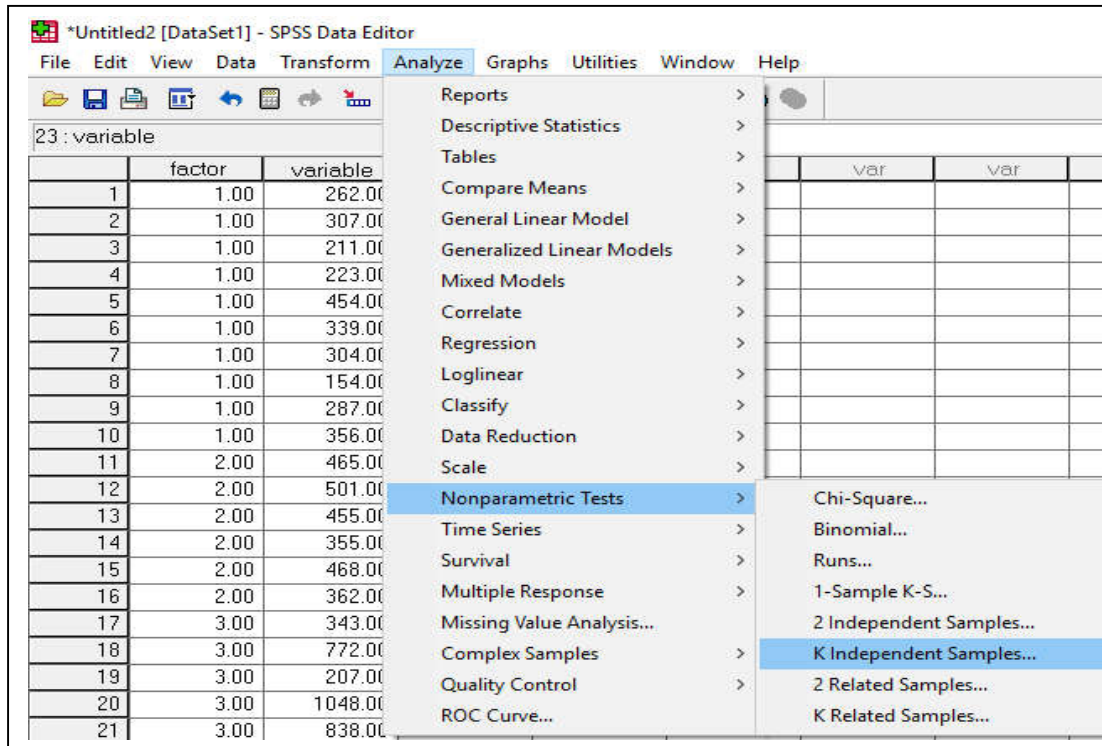 *Untitled2 [DataSet1] - SPSS Data Editor
File Edit View Data Transform Analyze Graphs Utilities Window Help
23 : variable
factor variable var var
1 1.00 262.00
2 1.00 307.00
3 1.00 211.00
4 1.00 223.00
5 1.00 454.00
6 1.00 339.00
7 1.00 304.00
8 1.00 154.00
9 1.00 287.00
10 1.00 356.00
11 2.00 465.00
12 2.00 501.00
13 2.00 455.00
14 2.00 355.00
15 2.00 468.00
16 2.00 362.00
17 3.00 343.00
18 3.00 772.00
19 3.00 207.00
20 3.00 1048.00
21 3.00 838.00
Reports >
Descriptive Statistics >
Tables >
Compare Means >
General Linear Model >
Generalized Linear Models >
Mixed Models >
Correlate >
Regression >
Loglinear >
Classify >
Data Reduction >
Scale >
Nonparametric Tests >
Time Series >
Survival >
Multiple Response >
Missing Value Analysis...
Complex Samples >
Quality Control >
ROC Curve...
Chi-Square...
Binomial...
Runs...
1-Sample K-S...
2 Independent Samples...
K Independent Samples...
2 Related Samples...
K Related Samples...